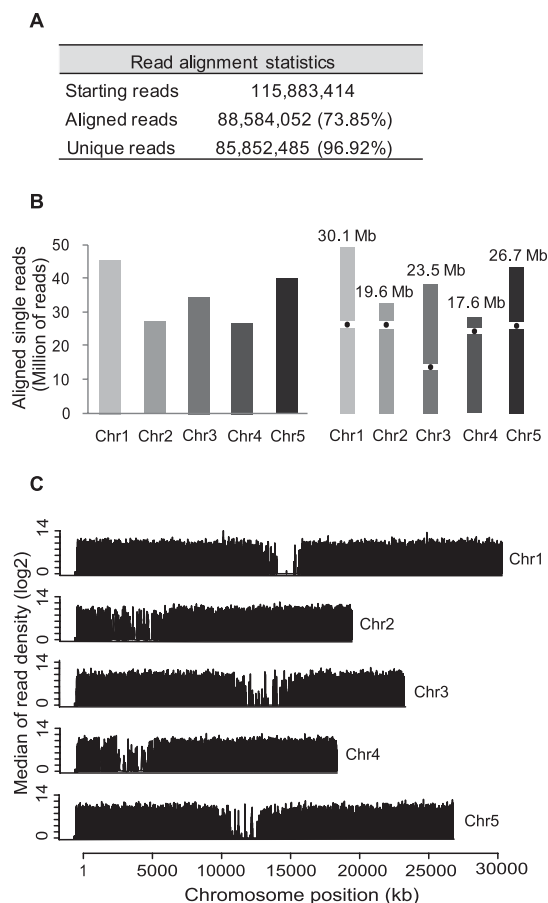 A
Read alignment statistics
Starting reads 115,883,414
Aligned reads 88,584,052 (73.85%)
Unique reads 85,852,485 (96.92%)
B
Aligned single reads
(Million of reads)
50
40
30
20
10
0
Chr1 Chr2 Chr3 Chr4 Chr5
30.1 Mb
19.6 Mb
23.5 Mb
17.6 Mb
26.7 Mb
Chr1 Chr2 Chr3 Chr4 Chr5
C
Median of read density (log2)
14
0
Chr1
14
0
Chr2
14
0
Chr3
14
0
Chr4
14
0
Chr5
1 5000 10000 15000 20000 25000 30000
Chromosome position (kb)